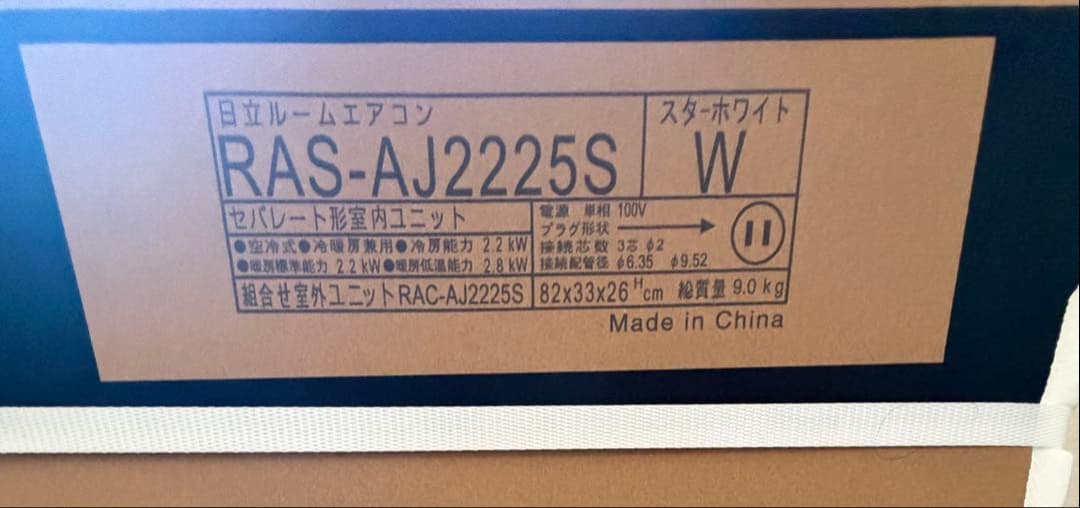 日立ルームエアコン
RAS-AJ2225S
スターホワイト
W
セパレート形室内ユニット
●空冷式●冷暖房兼用●冷房能力 2.2 kW
●暖房標準能力 2.2 kW●暖房低温能力 2.8 kW
電源 単相 100V
プラグ形状
接続芯数 3芯 φ2
接続配管径 φ6.35 φ9.52
組合せ室外ユニットRAC-AJ2225S
82x33x26ᴴcm 総質量 9.0 kg
Made in China